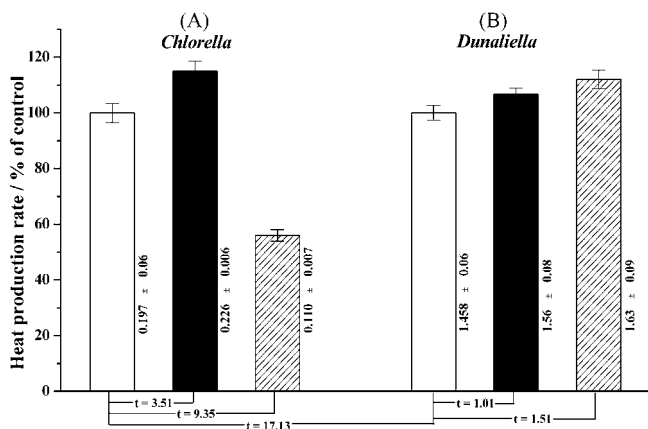 (A)
(B)
Chlorella
Dunaliella
Heat production rate / % of control
120
100
80
60
40
20
0
0.197 ± 0.06
0.226 ± 0.006
0.110 ± 0.007
1.458 ± 0.06
1.56 ± 0.08
1.63 ± 0.09
t = 3.51
t = 9.35
t = 17.13
t = 1.01
t = 1.51